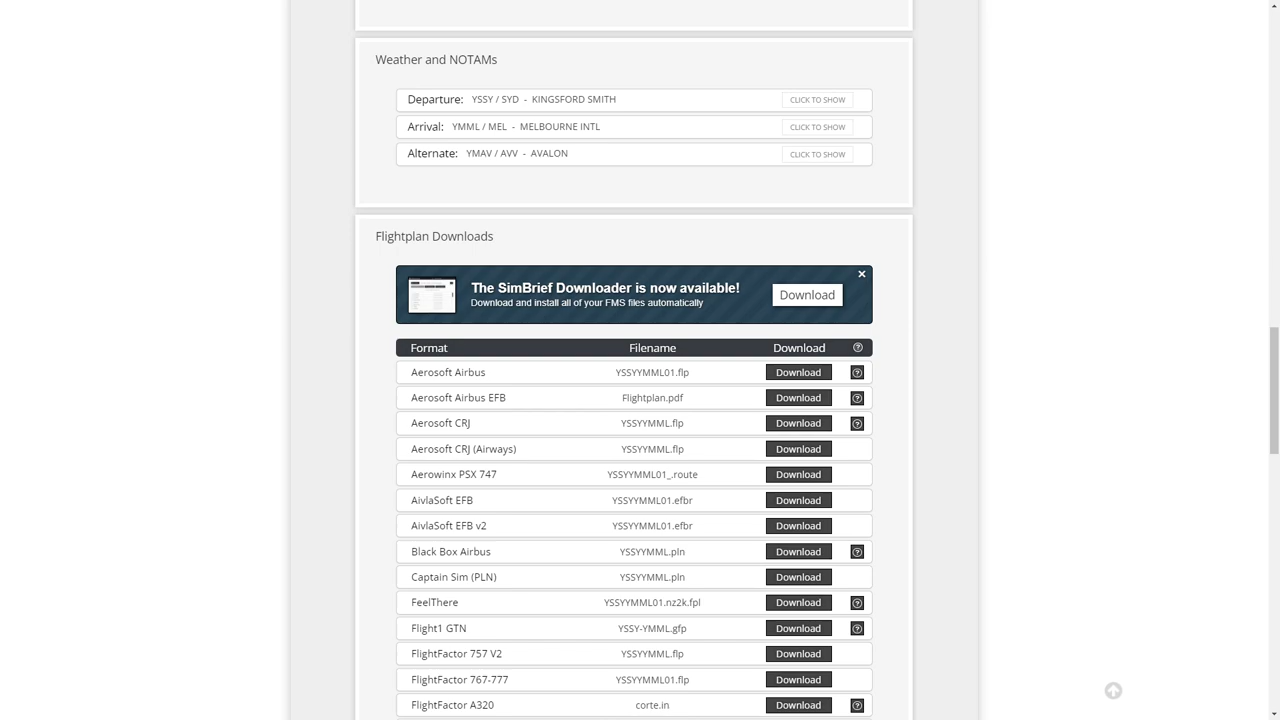 Weather and NOTAMs
Departure: YSSY / SYD - KINGSFORD SMITH CLICK TO SHOW
Arrival: YMML / MEL - MELBOURNE INTL CLICK TO SHOW
Alternate: YMAV / AVV - AVALON CLICK TO SHOW
Flightplan Downloads
The SimBrief Downloader is now available!
Download and install all of your FMS files automatically
Download
Format Filename Download
Aerosoft Airbus YSSYYMML01.flp Download
Aerosoft Airbus EFB Flightplan.pdf Download
Aerosoft CRJ YSSYYMML.flp Download
Aerosoft CRJ (Airways) YSSYYMML.flp Download
Aerowinx PSX 747 YSSYYMML01_.route Download
AivlaSoft EFB YSSYYMML01.efbr Download
AivlaSoft EFB v2 YSSYYMML01.efbr Download
Black Box Airbus YSSYYMML.pln Download
Captain Sim (PLN) YSSYYMML.pln Download
FeelThere YSSYYMML01.nz2k.fpl Download
Flight1 GTN YSSY-YMML.gfp Download
FlightFactor 757 V2 YSSYYMML.flp Download
FlightFactor 767-777 YSSYYMML01.flp Download
FlightFactor A320 corte.in Download